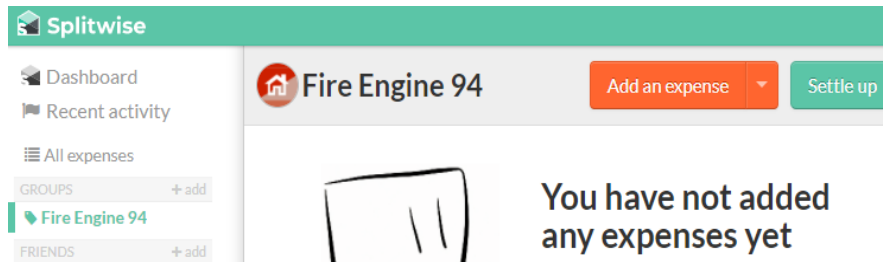 Splitwise
Dashboard
Recent activity
All expenses
GROUPS + add
Fire Engine 94
FRIENDS + add
Fire Engine 94
Add an expense
Settle up
You have not added
any expenses yet